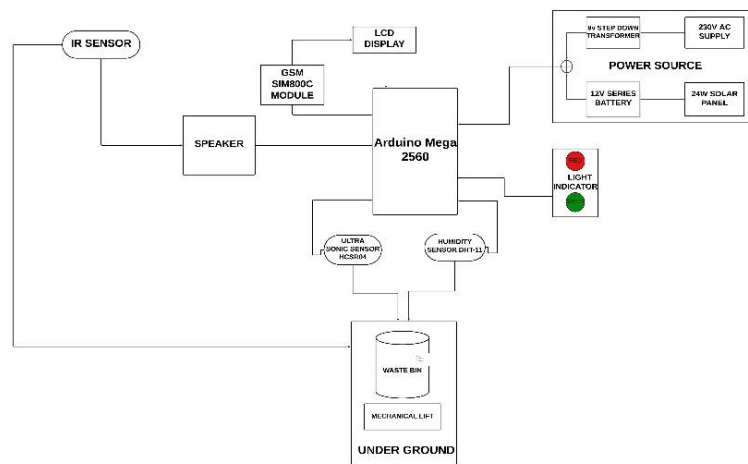 IR SENSOR
LCD
DISPLAY
GSM
SIM800C
MODULE
SPEAKER
Arduino Mega
2560
9v STEP DOWN
TRANSFORMER
230V AC
SUPPLY
POWER SOURCE
12V SERIES
BATTERY
24W SOLAR
PANEL
RED
LIGHT
INDICATOR
ULTRA
SONIC SENSOR
HCSR04
HUMIDITY
SENSOR DHT-11
WASTE BIN
MECHANICAL LIFT
UNDER GROUND